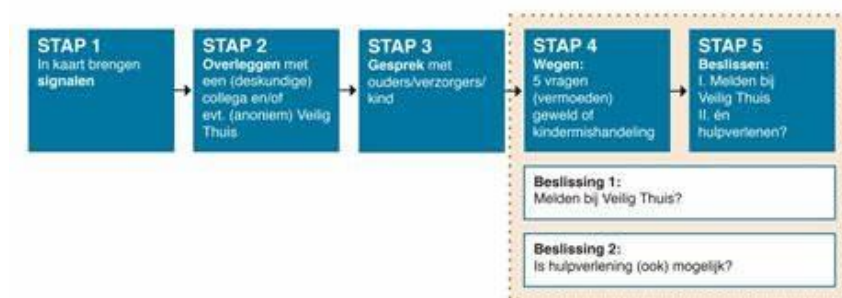 STAP 1
In kaart brengen
signalen
STAP 2
Overleggen met
een (deskundige)
collega en/of
evt. (anoniem) Veilig
Thuis
STAP 3
Gesprek met
ouders/verzorgers/
kind
STAP 4
Wegen:
5 vragen
(vermoeden)
geweld of
kindermishandeling
STAP 5
Beslissen:
I. Melden bij
Veilig Thuis
II. én
hulpverlenen?
Beslissing 1:
Melden bij Veilig Thuis?
Beslissing 2:
Is hulpverlening (ook) mogelijk?